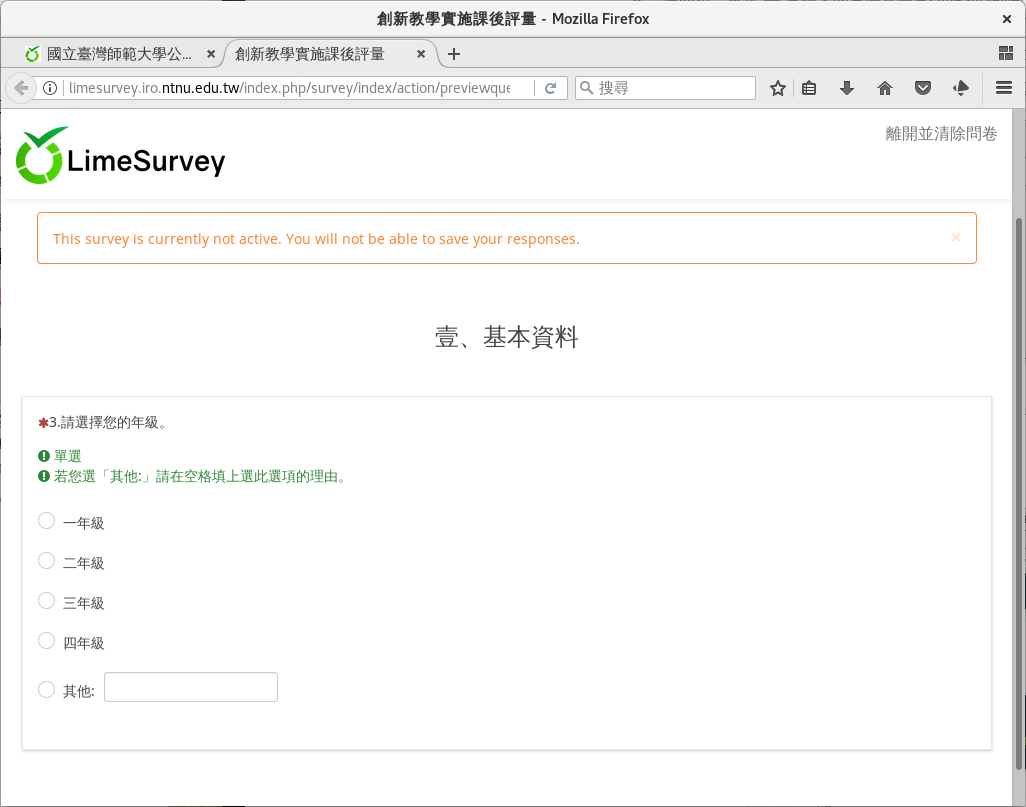 創新教學實施課後評量 - Mozilla Firefox
國立臺灣師範大學公...
創新教學實施課後評量
limesurvey.iro.ntnu.edu.tw/index.php/survey/index/action/previewque
搜尋
LimeSurvey
離開並清除問卷
This survey is currently not active. You will not be able to save your responses.
壹、基本資料
✱3.請選擇您的年級。
單選
若您選「其他:」請在空格填上選此選項的理由。
一年級
二年級
三年級
四年級
其他: